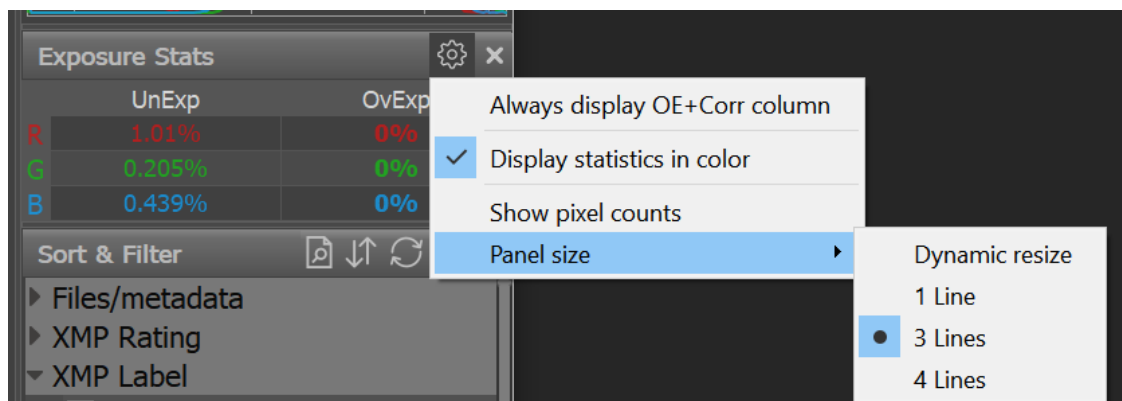 Exposure Stats
UnExp OvExp
R 1.01% 0%
G 0.205% 0%
B 0.439% 0%
Sort & Filter
Files/metadata
XMP Rating
XMP Label
Always display OE+Corr column
Display statistics in color
Show pixel counts
Panel size
Dynamic resize
1 Line
3 Lines
4 Lines